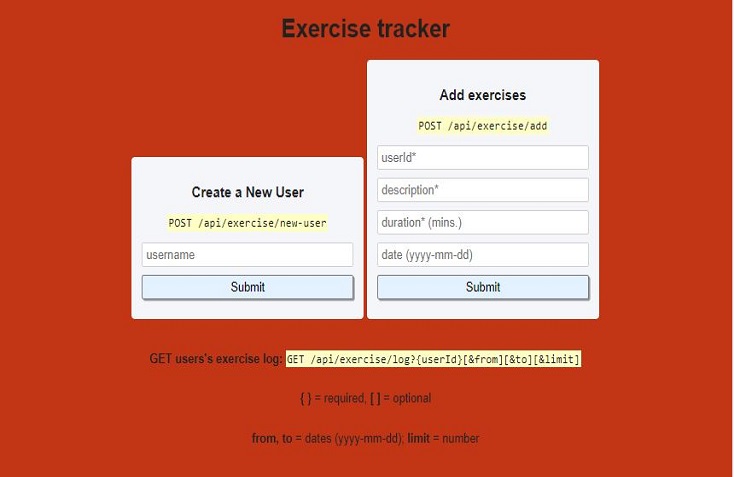 Exercise tracker
Create a New User
POST /api/exercise/new-user
username
Submit
Add exercises
POST /api/exercise/add
userId*
description*
duration* (mins.)
date (yyyy-mm-dd)
Submit
GET users's exercise log: GET /api/exercise/log?{userId}[&from][&to][&limit]
{ } = required, [ ] = optional
from, to = dates (yyyy-mm-dd); limit = number